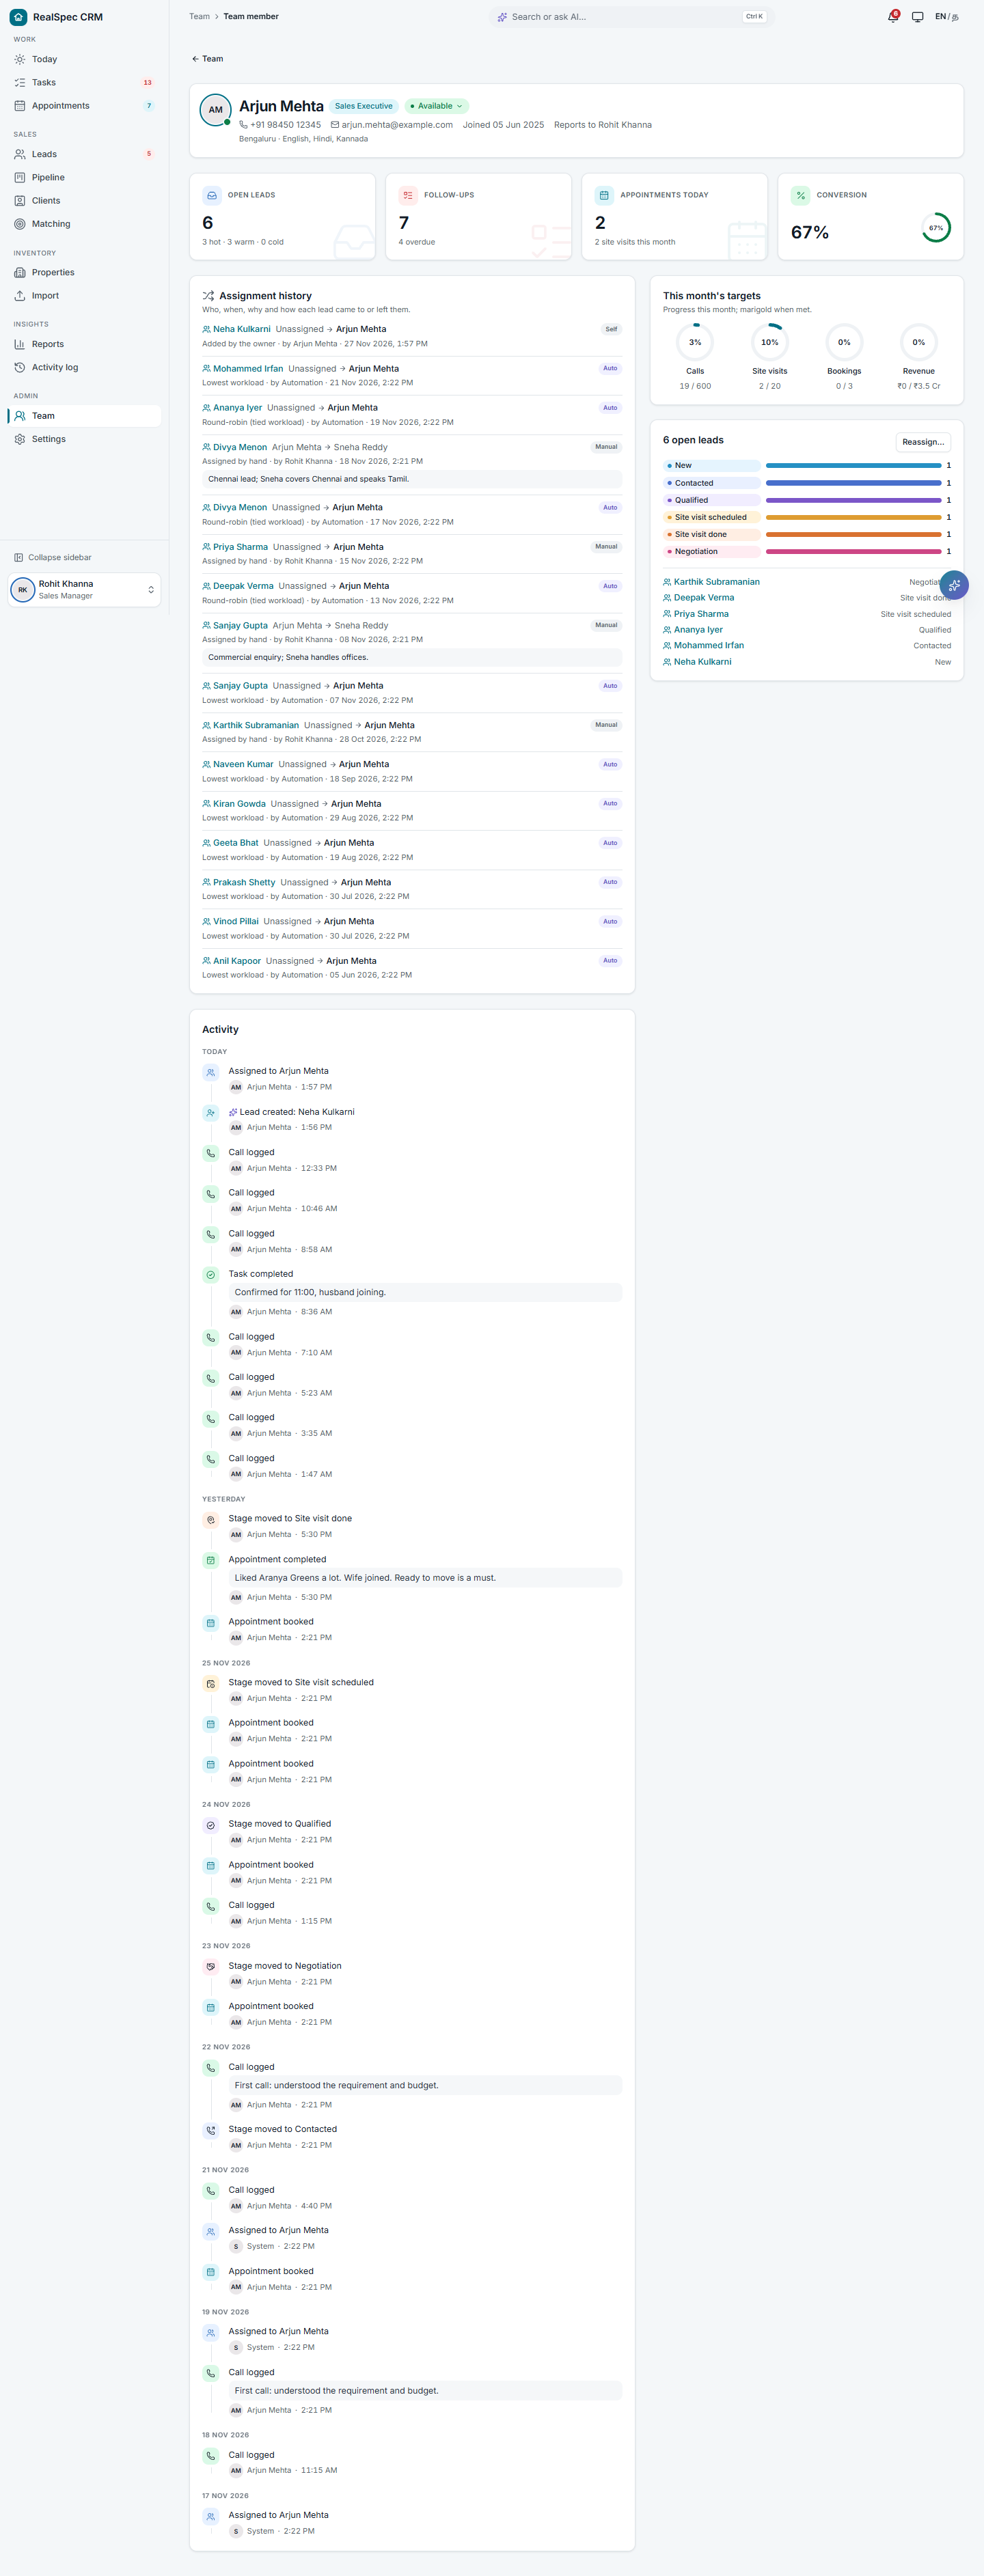 RealSpec CRM
WORK
Today
Tasks 13
Appointments 7
SALES
Leads 5
Pipeline
Clients
Matching
INVENTORY
Properties
Import
INSIGHTS
Reports
Activity log
ADMIN
Team
Settings
Collapse sidebar
RK
Rohit Khanna
Sales Manager
Team > Team member
Search or ask AI...
Ctrl K
EN /
← Team
AM
Arjun Mehta Sales Executive Available
+91 98450 12345 arjun.mehta@example.com Joined 05 Jun 2025 Reports to Rohit Khanna
Bengaluru · English, Hindi, Kannada
OPEN LEADS
6
3 hot · 3 warm · 0 cold
FOLLOW-UPS
7
4 overdue
APPOINTMENTS TODAY
2
2 site visits this month
CONVERSION
67%
67%
Assignment history
Who, when, why and how each lead came to or left them.
Neha Kulkarni Unassigned → Arjun Mehta Self
Added by the owner · by Arjun Mehta · 27 Nov 2026, 1:57 PM
Mohammed Irfan Unassigned → Arjun Mehta Auto
Lowest workload · by Automation · 21 Nov 2026, 2:22 PM
Ananya Iyer Unassigned → Arjun Mehta Auto
Round-robin (tied workload) · by Automation · 19 Nov 2026, 2:22 PM
Divya Menon Arjun Mehta → Sneha Reddy Manual
Assigned by hand · by Rohit Khanna · 18 Nov 2026, 2:21 PM
Chennai lead; Sneha covers Chennai and speaks Tamil.
Divya Menon Unassigned → Arjun Mehta Auto
Round-robin (tied workload) · by Automation · 17 Nov 2026, 2:22 PM
Priya Sharma Unassigned → Arjun Mehta Manual
Assigned by hand · by Rohit Khanna · 15 Nov 2026, 2:22 PM
Deepak Verma Unassigned → Arjun Mehta Auto
Round-robin (tied workload) · by Automation · 13 Nov 2026, 2:22 PM
Sanjay Gupta Arjun Mehta → Sneha Reddy Manual
Assigned by hand · by Rohit Khanna · 08 Nov 2026, 2:21 PM
Commercial enquiry; Sneha handles offices.
Sanjay Gupta Unassigned → Arjun Mehta Auto
Lowest workload · by Automation · 07 Nov 2026, 2:22 PM
Karthik Subramanian Unassigned → Arjun Mehta Manual
Assigned by hand · by Rohit Khanna · 28 Oct 2026, 2:22 PM
Naveen Kumar Unassigned → Arjun Mehta Auto
Lowest workload · by Automation · 18 Sep 2026, 2:22 PM
Kiran Gowda Unassigned → Arjun Mehta Auto
Lowest workload · by Automation · 29 Aug 2026, 2:22 PM
Geeta Bhat Unassigned → Arjun Mehta Auto
Lowest workload · by Automation · 19 Aug 2026, 2:22 PM
Prakash Shetty Unassigned → Arjun Mehta Auto
Lowest workload · by Automation · 30 Jul 2026, 2:22 PM
Vinod Pillai Unassigned → Arjun Mehta Auto
Lowest workload · by Automation · 30 Jul 2026, 2:22 PM
Anil Kapoor Unassigned → Arjun Mehta Auto
Lowest workload · by Automation · 05 Jun 2026, 2:22 PM
This month's targets
Progress this month; marigold when met.
3% 10% 0% 0%
Calls Site visits Bookings Revenue
19 / 600 2 / 20 0 / 3 ₹0 / ₹3.5 Cr
6 open leads Reassign...
New 1
Contacted 1
Qualified 1
Site visit scheduled 1
Site visit done 1
Negotiation 1
Karthik Subramanian
Deepak Verma Site visit done
Priya Sharma Site visit scheduled
Ananya Iyer Qualified
Mohammed Irfan Contacted
Neha Kulkarni New
Activity
TODAY
Assigned to Arjun Mehta
AM Arjun Mehta · 1:57 PM
Lead created: Neha Kulkarni
AM Arjun Mehta · 1:56 PM
Call logged
AM Arjun Mehta · 12:33 PM
Call logged
AM Arjun Mehta · 10:46 AM
Call logged
AM Arjun Mehta · 8:58 AM
Task completed
Confirmed for 11:00, husband joining.
AM Arjun Mehta · 8:36 AM
Call logged
AM Arjun Mehta · 7:10 AM
Call logged
AM Arjun Mehta · 5:23 AM
Call logged
AM Arjun Mehta · 3:35 AM
Call logged
AM Arjun Mehta · 1:47 AM
YESTERDAY
Stage moved to Site visit done
AM Arjun Mehta · 5:30 PM
Appointment completed
Liked Aranya Greens a lot. Wife joined. Ready to move is a must.
AM Arjun Mehta · 5:30 PM
Appointment booked
AM Arjun Mehta · 2:21 PM
25 NOV 2026
Stage moved to Site visit scheduled
AM Arjun Mehta · 2:21 PM
Appointment booked
AM Arjun Mehta · 2:21 PM
Appointment booked
AM Arjun Mehta · 2:21 PM
24 NOV 2026
Stage moved to Qualified
AM Arjun Mehta · 2:21 PM
Appointment booked
AM Arjun Mehta · 2:21 PM
Call logged
AM Arjun Mehta · 1:15 PM
23 NOV 2026
Stage moved to Negotiation
AM Arjun Mehta · 2:21 PM
Appointment booked
AM Arjun Mehta · 2:21 PM
22 NOV 2026
Call logged
First call: understood the requirement and budget.
AM Arjun Mehta · 2:21 PM
Stage moved to Contacted
AM Arjun Mehta · 2:21 PM
21 NOV 2026
Call logged
AM Arjun Mehta · 4:40 PM
Assigned to Arjun Mehta
S System · 2:22 PM
Appointment booked
AM Arjun Mehta · 2:21 PM
19 NOV 2026
Assigned to Arjun Mehta
S System · 2:22 PM
Call logged
First call: understood the requirement and budget.
AM Arjun Mehta · 2:21 PM
18 NOV 2026
Call logged
AM Arjun Mehta · 11:15 AM
17 NOV 2026
Assigned to Arjun Mehta
S System · 2:22 PM